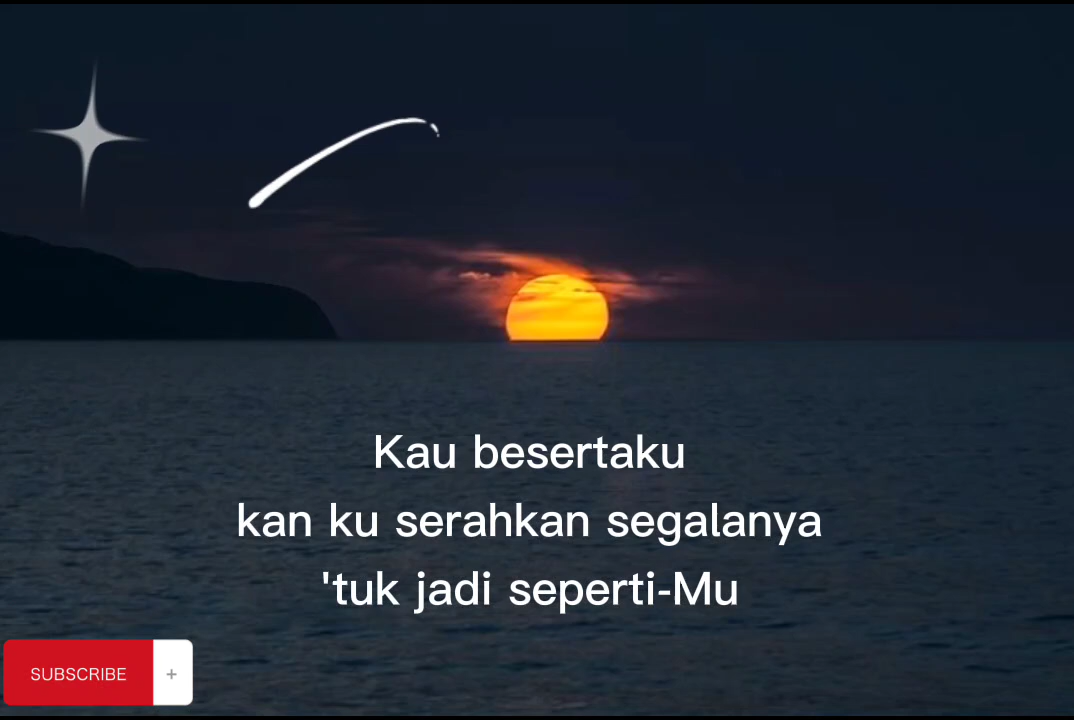 Kau besertaku
kan ku serahkan segalanya
'tuk jadi seperti-Mu
SUBSCRIBE +